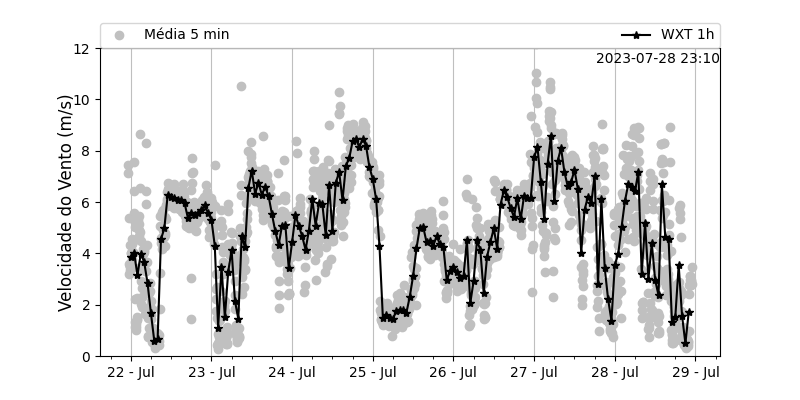 Média 5 min
WXT 1h
2023-07-28 23:10
Velocidade do Vento (m/s)
12
10
8
6
4
2
0
22 - Jul
23 - Jul
24 - Jul
25 - Jul
26 - Jul
27 - Jul
28 - Jul
29 - Jul